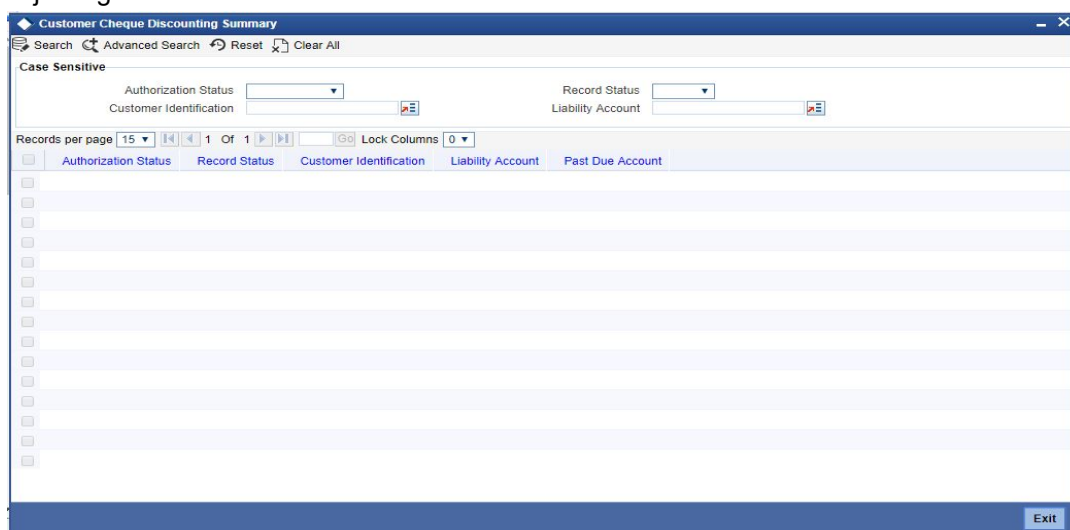 Customer Cheque Discounting Summary
Search Advanced Search Reset Clear All
Case Sensitive
Authorization Status Record Status
Customer Identification Liability Account
Records per page 15 1 Of 1 Go Lock Columns 0
Authorization Status Record Status Customer Identification Liability Account Past Due Account
Exit